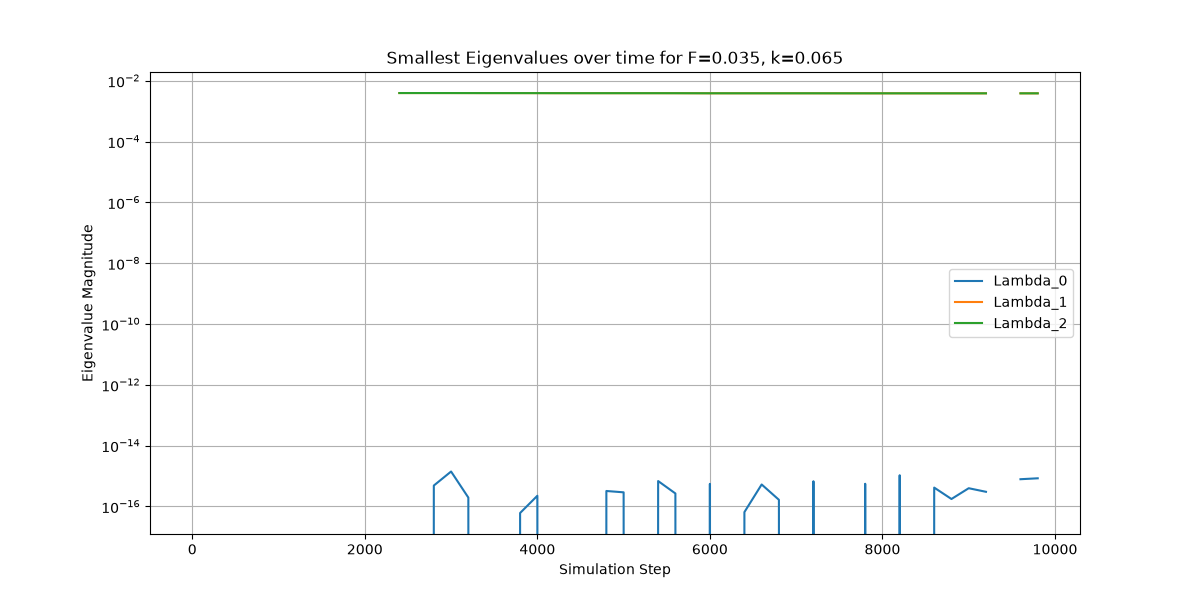 Smallest Eigenvalues over time for F=0.035, k=0.065
Eigenvalue Magnitude
10⁻²
10⁻⁴
10⁻⁶
10⁻⁸
10⁻¹⁰
10⁻¹²
10⁻¹⁴
10⁻¹⁶
Lambda_0
Lambda_1
Lambda_2
0 2000 4000 6000 8000 10000
Simulation Step